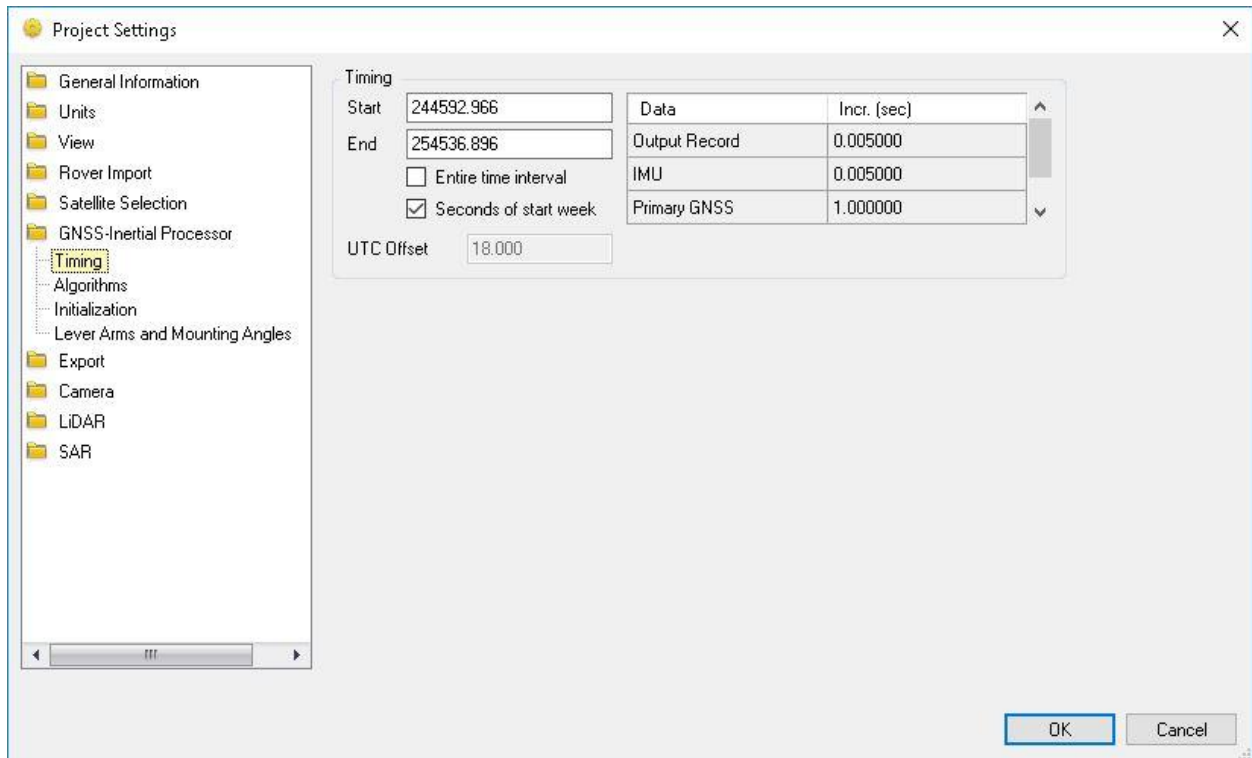 Project Settings
General Information
Units
View
Rover Import
Satellite Selection
GNSS-Inertial Processor
Timing
Algorithms
Initialization
Lever Arms and Mounting Angles
Export
Camera
LiDAR
SAR
Timing
Start 244592.966
End 254536.896
Entire time interval
Seconds of start week
UTC Offset 18.000
Data Incr. (sec)
Output Record 0.005000
IMU 0.005000
Primary GNSS 1.000000
OK Cancel